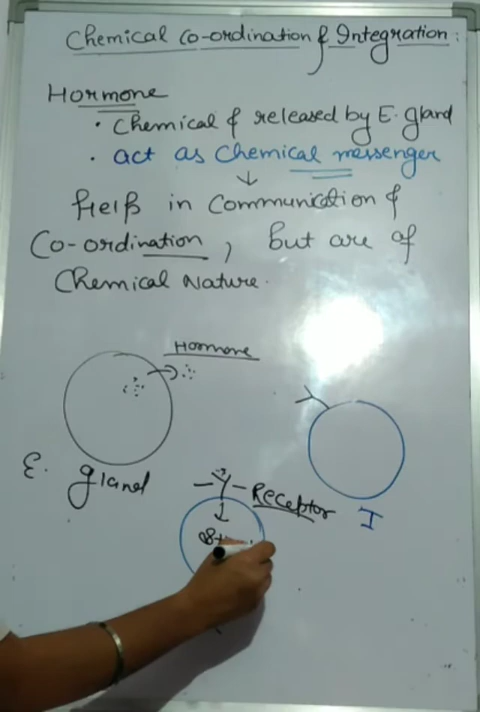 Chemical Co-ordination & Integration:
Hormone
• Chemical & released by E. gland
• act as Chemical messenger
↓
Help in Communication &
Co-ordination, but are of
Chemical Nature.
Hormone
E. gland
Receptor
I